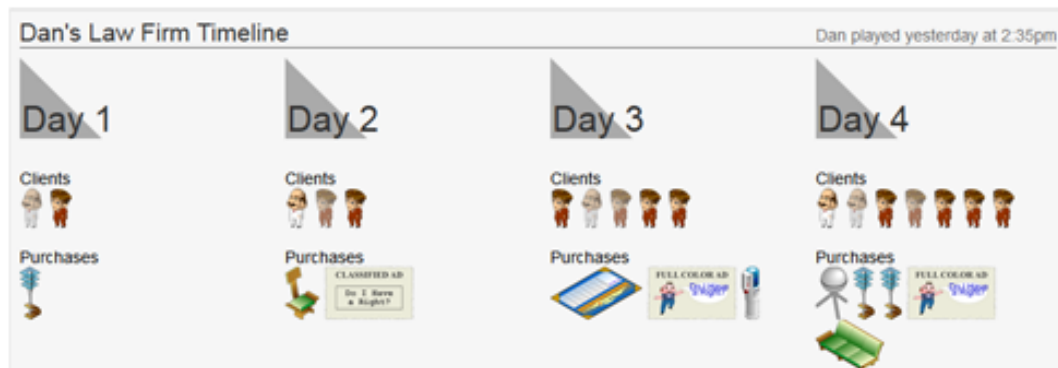 Dan's Law Firm Timeline
Dan played yesterday at 2:35pm
Day 1
Day 2
Day 3
Day 4
Clients
Clients
Clients
Clients
Purchases
Purchases
Purchases
Purchases
CLASSIFIED AD
Do I Have
a Right?
FULL COLOR AD
FULL COLOR AD